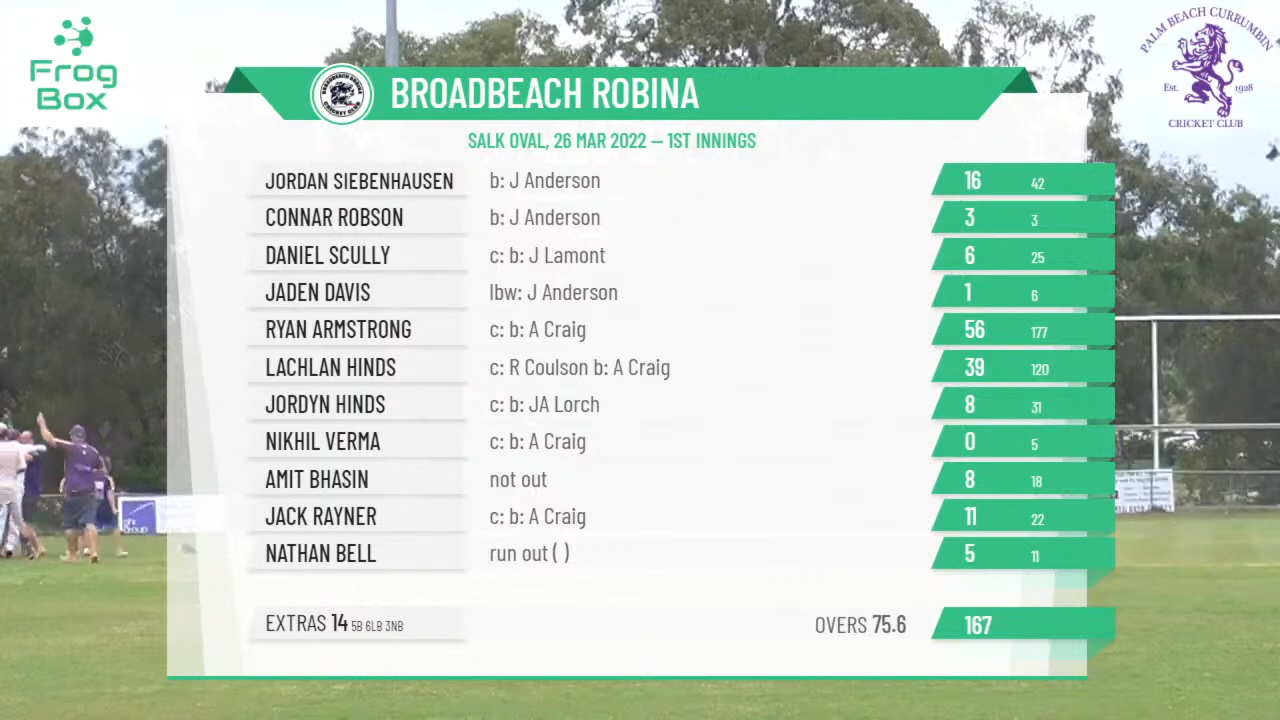 Frog
Box
BROADBEACH ROBINA
PALM BEACH CURRUMBIN
Est. 1928
CRICKET CLUB
SALK OVAL, 26 MAR 2022 – 1ST INNINGS
JORDAN SIEBENHAUSEN b: J Anderson 16 42
CONNAR ROBSON b: J Anderson 3 3
DANIEL SCULLY c: b: J Lamont 6 25
JADEN DAVIS lbw: J Anderson 1 6
RYAN ARMSTRONG c: b: A Craig 56 177
LACHLAN HINDS c: R Coulson b: A Craig 39 120
JORDYN HINDS c: b: JA Lorch 8 31
NIKHIL VERMA c: b: A Craig 0 5
AMIT BHASIN not out 8 18
JACK RAYNER c: b: A Craig 11 22
NATHAN BELL run out ( ) 5 11
EXTRAS 14 5B 6LB 3NB OVERS 75.6 167